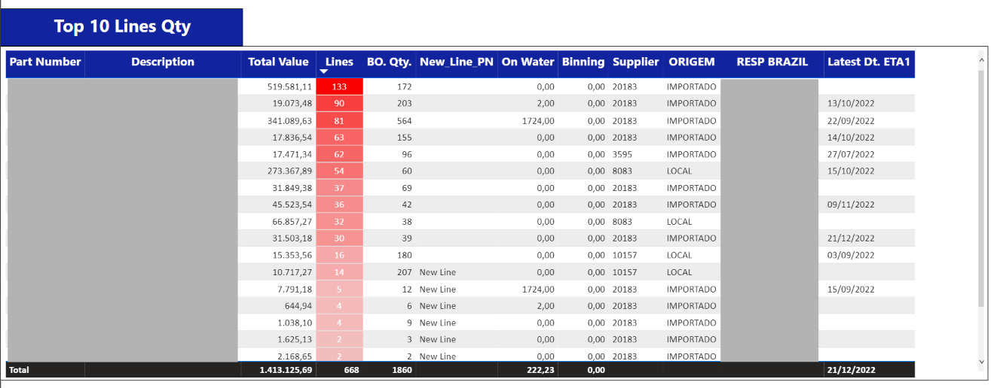 Top 10 Lines Qty
Part Number Description Total Value Lines BO. Qty. New_Line_PN On Water Binning Supplier ORIGEM RESP BRAZIL Latest Dt. ETA1
519.581,11 133 172 0,00 0,00 20183 IMPORTADO
19.073,48 90 203 2,00 0,00 20183 IMPORTADO 13/10/2022
341.089,63 81 564 1724,00 0,00 20183 IMPORTADO 22/09/2022
17.836,54 63 155 0,00 0,00 20183 IMPORTADO 14/10/2022
17.471,34 62 96 0,00 0,00 3595 IMPORTADO 27/07/2022
273.367,89 54 60 0,00 0,00 8083 LOCAL 15/10/2022
31.849,38 37 69 0,00 0,00 20183 IMPORTADO
45.523,54 36 42 0,00 0,00 20183 IMPORTADO 09/11/2022
66.857,27 32 38 0,00 0,00 8083 LOCAL
31.503,18 30 39 0,00 0,00 20183 IMPORTADO 21/12/2022
15.353,56 16 180 0,00 0,00 10157 LOCAL 03/09/2022
10.717,27 14 207 New Line 0,00 0,00 10157 LOCAL
7.791,18 5 12 New Line 1724,00 0,00 20183 IMPORTADO 15/09/2022
644,94 4 6 New Line 2,00 0,00 20183 IMPORTADO
1.038,10 4 9 New Line 0,00 0,00 20183 IMPORTADO
1.625,13 2 3 New Line 0,00 0,00 20183 IMPORTADO
2.168,65 2 2 New Line 0,00 0,00 20183 IMPORTADO
Total 1.413.125,69 668 1860 222,23 0,00 21/12/2022